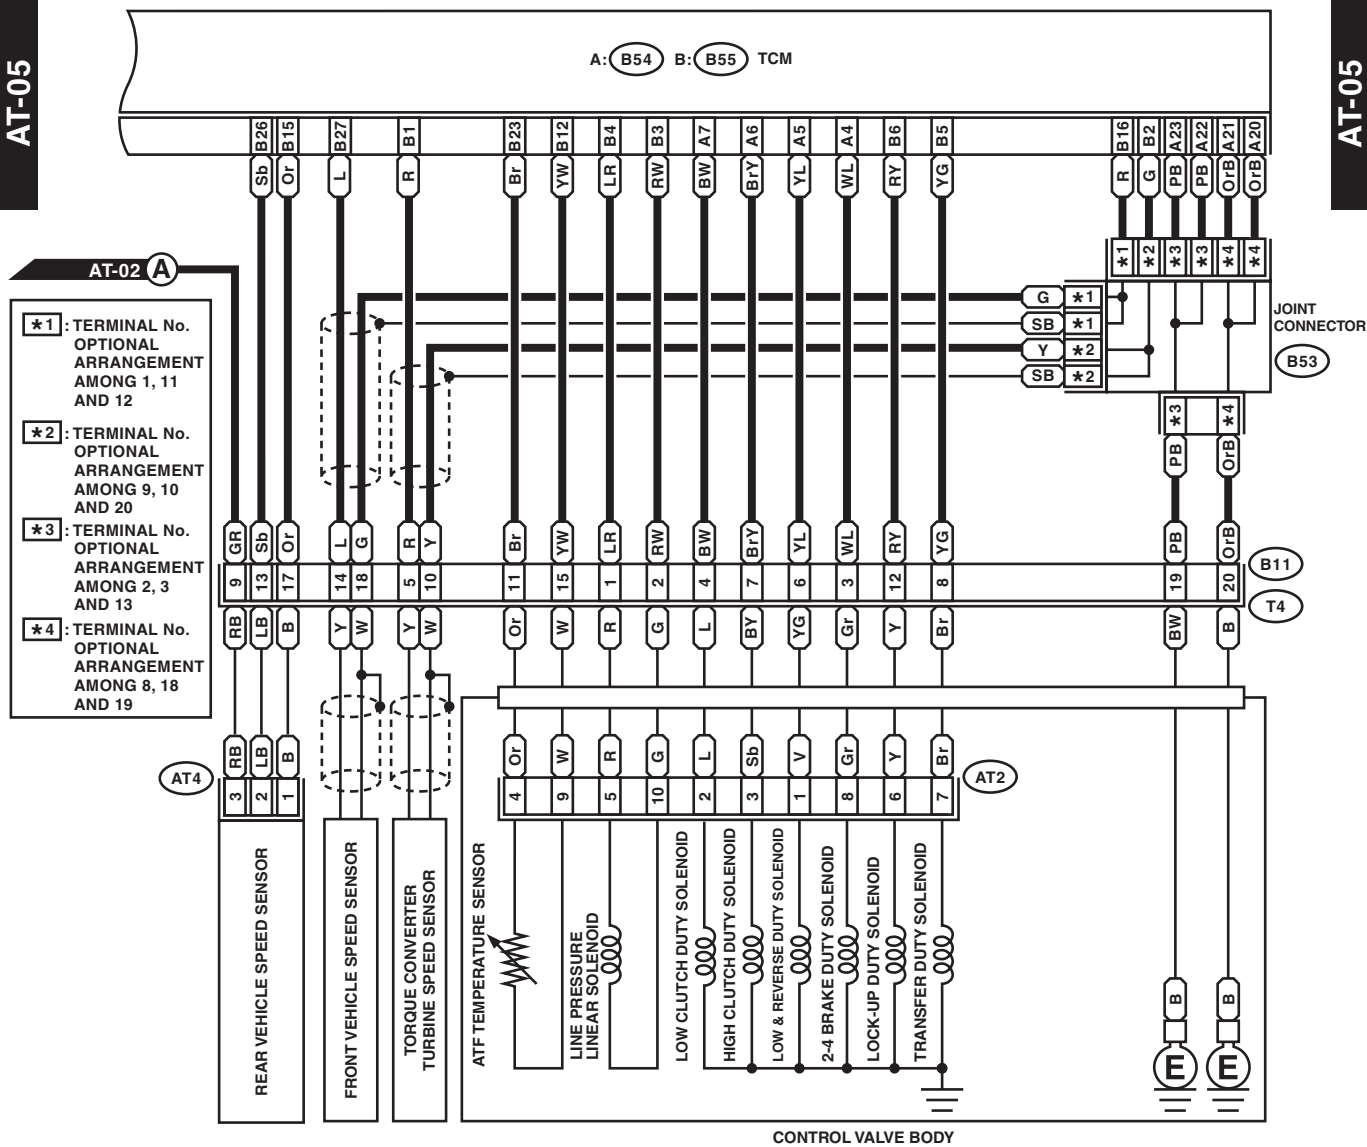 AT-05
AT-05
A: B54 B: B55 TCM
B26 B15 B27 B1 B23 B12 B4 B3 A7 A6 A5 A4 B6 B5 B16 B2 A23 A22 A21 A20
Sb Or L R Br YW LR RW BW BrY YL WL RY YG R G PB PB OrB OrB
*1 *2 *3 *3 *4 *4
AT-02 A
G *1
SB *1
Y *2
SB *2
JOINT
CONNECTOR
B53
*1 : TERMINAL No.
OPTIONAL
ARRANGEMENT
AMONG 1, 11
AND 12
*2 : TERMINAL No.
OPTIONAL
ARRANGEMENT
AMONG 9, 10
AND 20
*3 : TERMINAL No.
OPTIONAL
ARRANGEMENT
AMONG 2, 3
AND 13
*4 : TERMINAL No.
OPTIONAL
ARRANGEMENT
AMONG 8, 18
AND 19
*3 *4
PB OrB
GR Sb Or L G R Y Br YW LR RW BW BrY YL WL RY YG PB OrB
9 13 17 14 18 5 10 11 15 1 2 4 7 6 3 12 8 19 20
B11
T4
RB LB B Y W Y W Or W R G L BY YG Gr Y Br BW B
RB LB B Or W R G L Sb V Gr Y Br
AT4
3 2 1
4 9 5 10 2 3 1 8 6 7
AT2
REAR VEHICLE SPEED SENSOR
FRONT VEHICLE SPEED SENSOR
TORQUE CONVERTER
TURBINE SPEED SENSOR
ATF TEMPERATURE SENSOR
LINE PRESSURE
LINEAR SOLENOID
LOW CLUTCH DUTY SOLENOID
HIGH CLUTCH DUTY SOLENOID
LOW & REVERSE DUTY SOLENOID
2-4 BRAKE DUTY SOLENOID
LOCK-UP DUTY SOLENOID
TRANSFER DUTY SOLENOID
B B
E E
CONTROL VALVE BODY